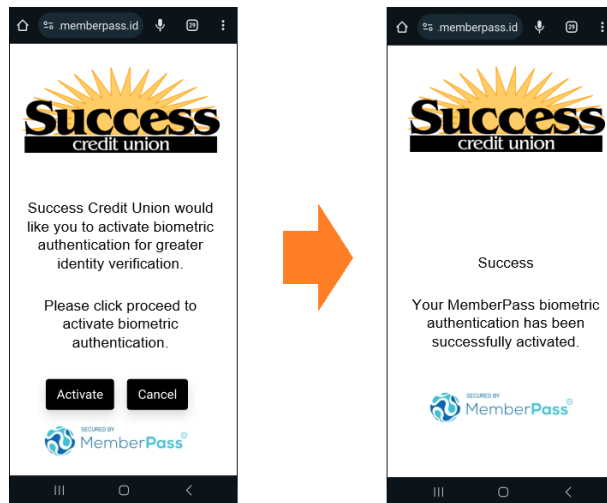 .memberpass.id
29
Success
credit union
Success Credit Union would
like you to activate biometric
authentication for greater
identity verification.
Please click proceed to
activate biometric
authentication.
Activate
Cancel
SECURED BY
MemberPass®
.memberpass.id
29
Success
credit union
Success
Your MemberPass biometric
authentication has been
successfully activated.
SECURED BY
MemberPass®